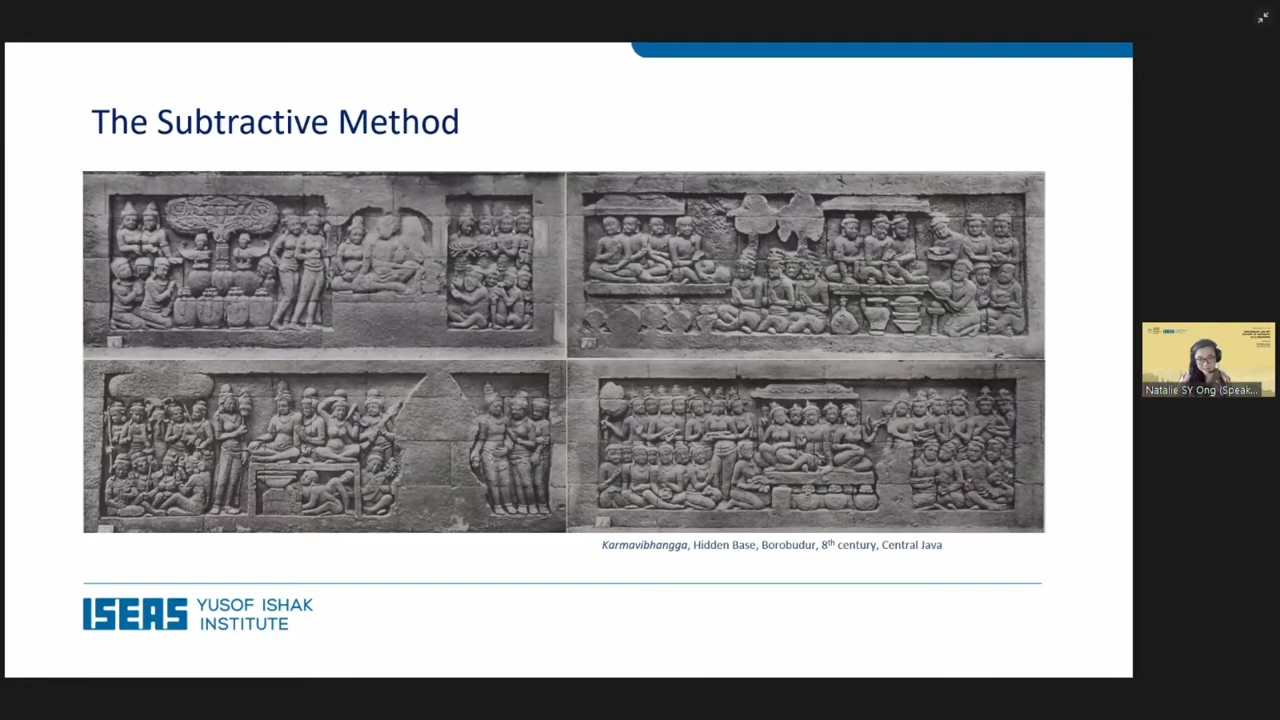 The Subtractive Method
Karmavibhangga, Hidden Base, Borobudur, 8th century, Central Java
ISEAS YUSOF ISHAK
INSTITUTE
Natalie SY Ong (Speak...